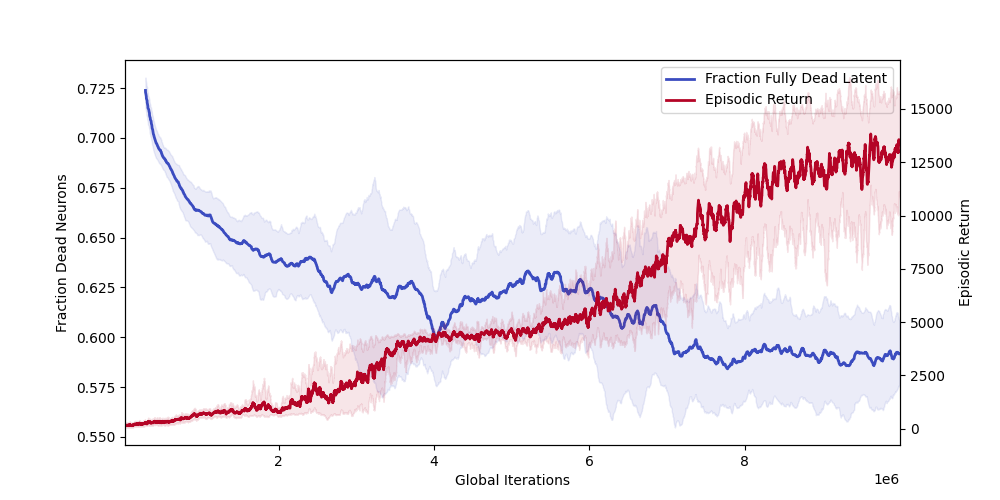 Fraction Fully Dead Latent
Episodic Return
0.725
0.700
0.675
0.650
0.625
0.600
0.575
0.550
Fraction Dead Neurons
15000
12500
10000
7500
5000
2500
0
Episodic Return
2 4 6 8
1e6
Global Iterations